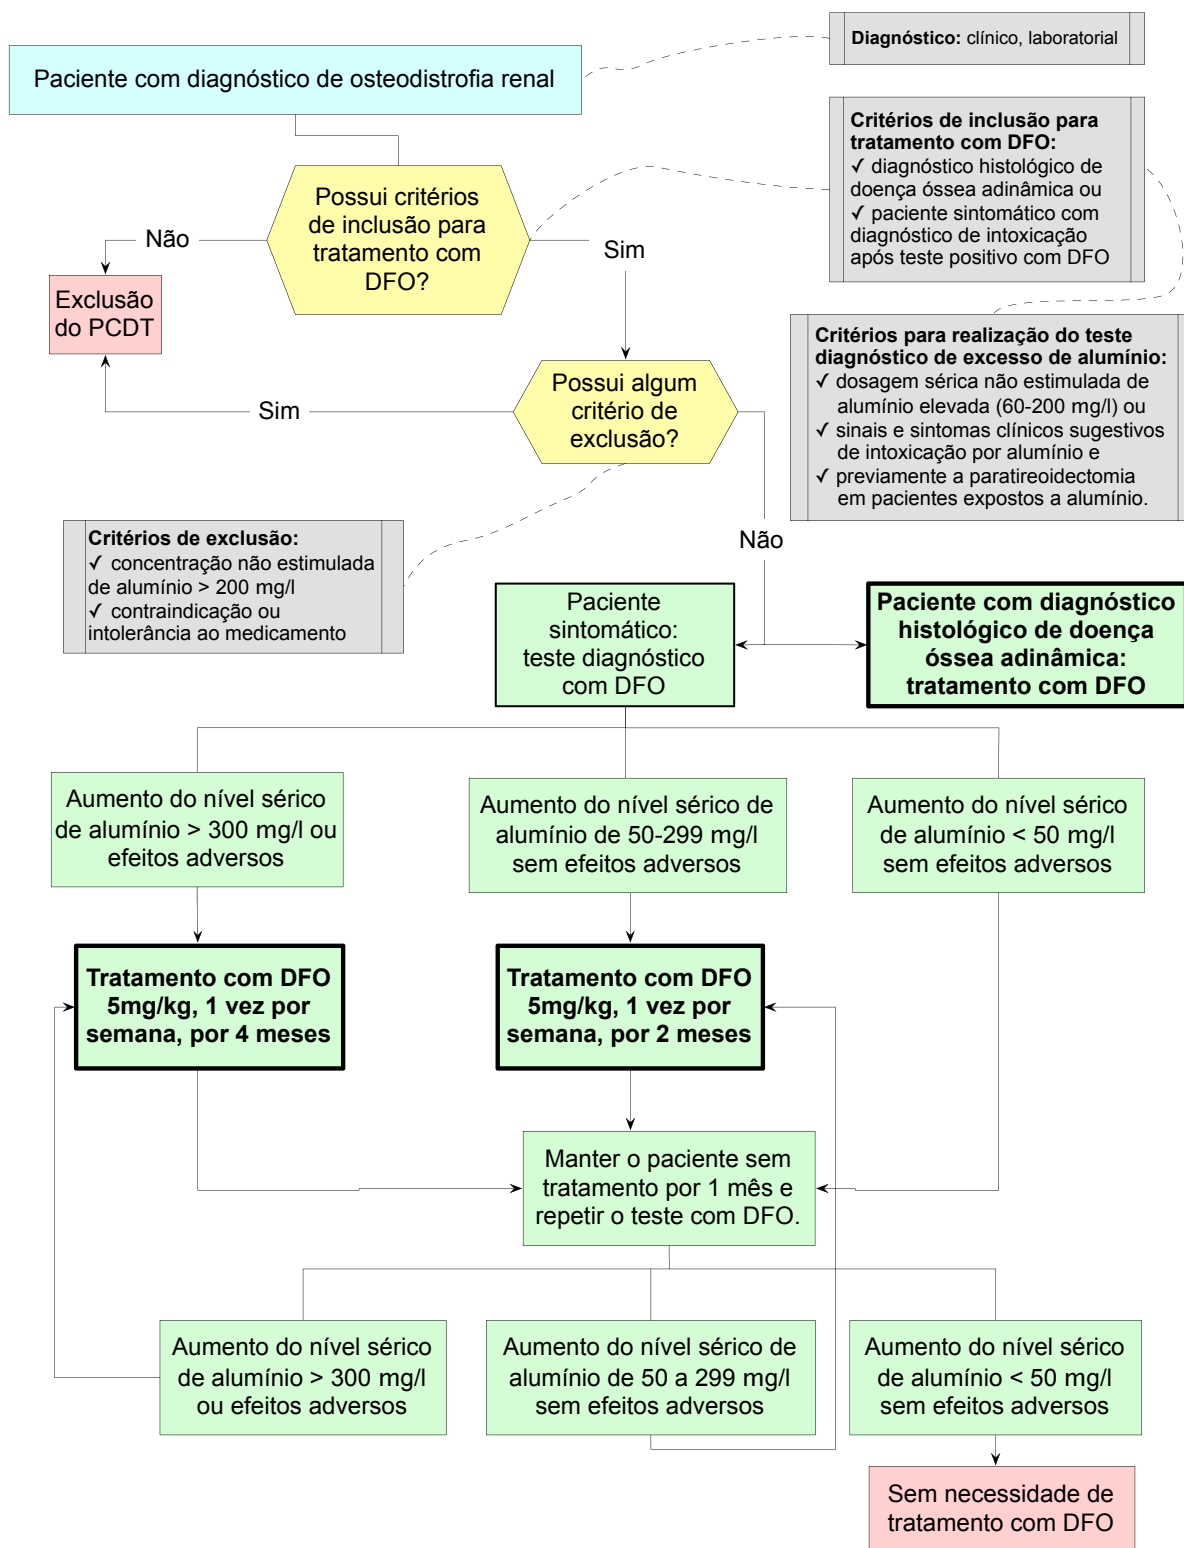 Diagnóstico: clínico, laboratorial
Paciente com diagnóstico de osteodistrofia renal
Critérios de inclusão para
tratamento com DFO:
✓ diagnóstico histológico de
doença óssea adinâmica ou
✓ paciente sintomático com
diagnóstico de intoxicação
após teste positivo com DFO
Possui critérios
de inclusão para
tratamento com
DFO?
Não
Sim
Exclusão
do PCDT
Critérios para realização do teste
diagnóstico de excesso de alumínio:
✓ dosagem sérica não estimulada de
alumínio elevada (60-200 mg/l) ou
✓ sinais e sintomas clínicos sugestivos
de intoxicação por alumínio e
✓ previamente a paratireoidectomia
em pacientes expostos a alumínio.
Possui algum
critério de
exclusão?
Sim
Não
Critérios de exclusão:
✓ concentração não estimulada
de alumínio > 200 mg/l
✓ contraindicação ou
intolerância ao medicamento
Paciente
sintomático:
teste diagnóstico
com DFO
Paciente com diagnóstico
histológico de doença
óssea adinâmica:
tratamento com DFO
Aumento do nível sérico
de alumínio > 300 mg/l ou
efeitos adversos
Aumento do nível sérico de
alumínio de 50-299 mg/l
sem efeitos adversos
Aumento do nível sérico
de alumínio < 50 mg/l
sem efeitos adversos
Tratamento com DFO
5mg/kg, 1 vez por
semana, por 4 meses
Tratamento com DFO
5mg/kg, 1 vez por
semana, por 2 meses
Manter o paciente sem
tratamento por 1 mês e
repetir o teste com DFO.
Aumento do nível sérico
de alumínio > 300 mg/l
ou efeitos adversos
Aumento do nível sérico de
alumínio de 50 a 299 mg/l
sem efeitos adversos
Aumento do nível sérico
de alumínio < 50 mg/l
sem efeitos adversos
Sem necessidade de
tratamento com DFO